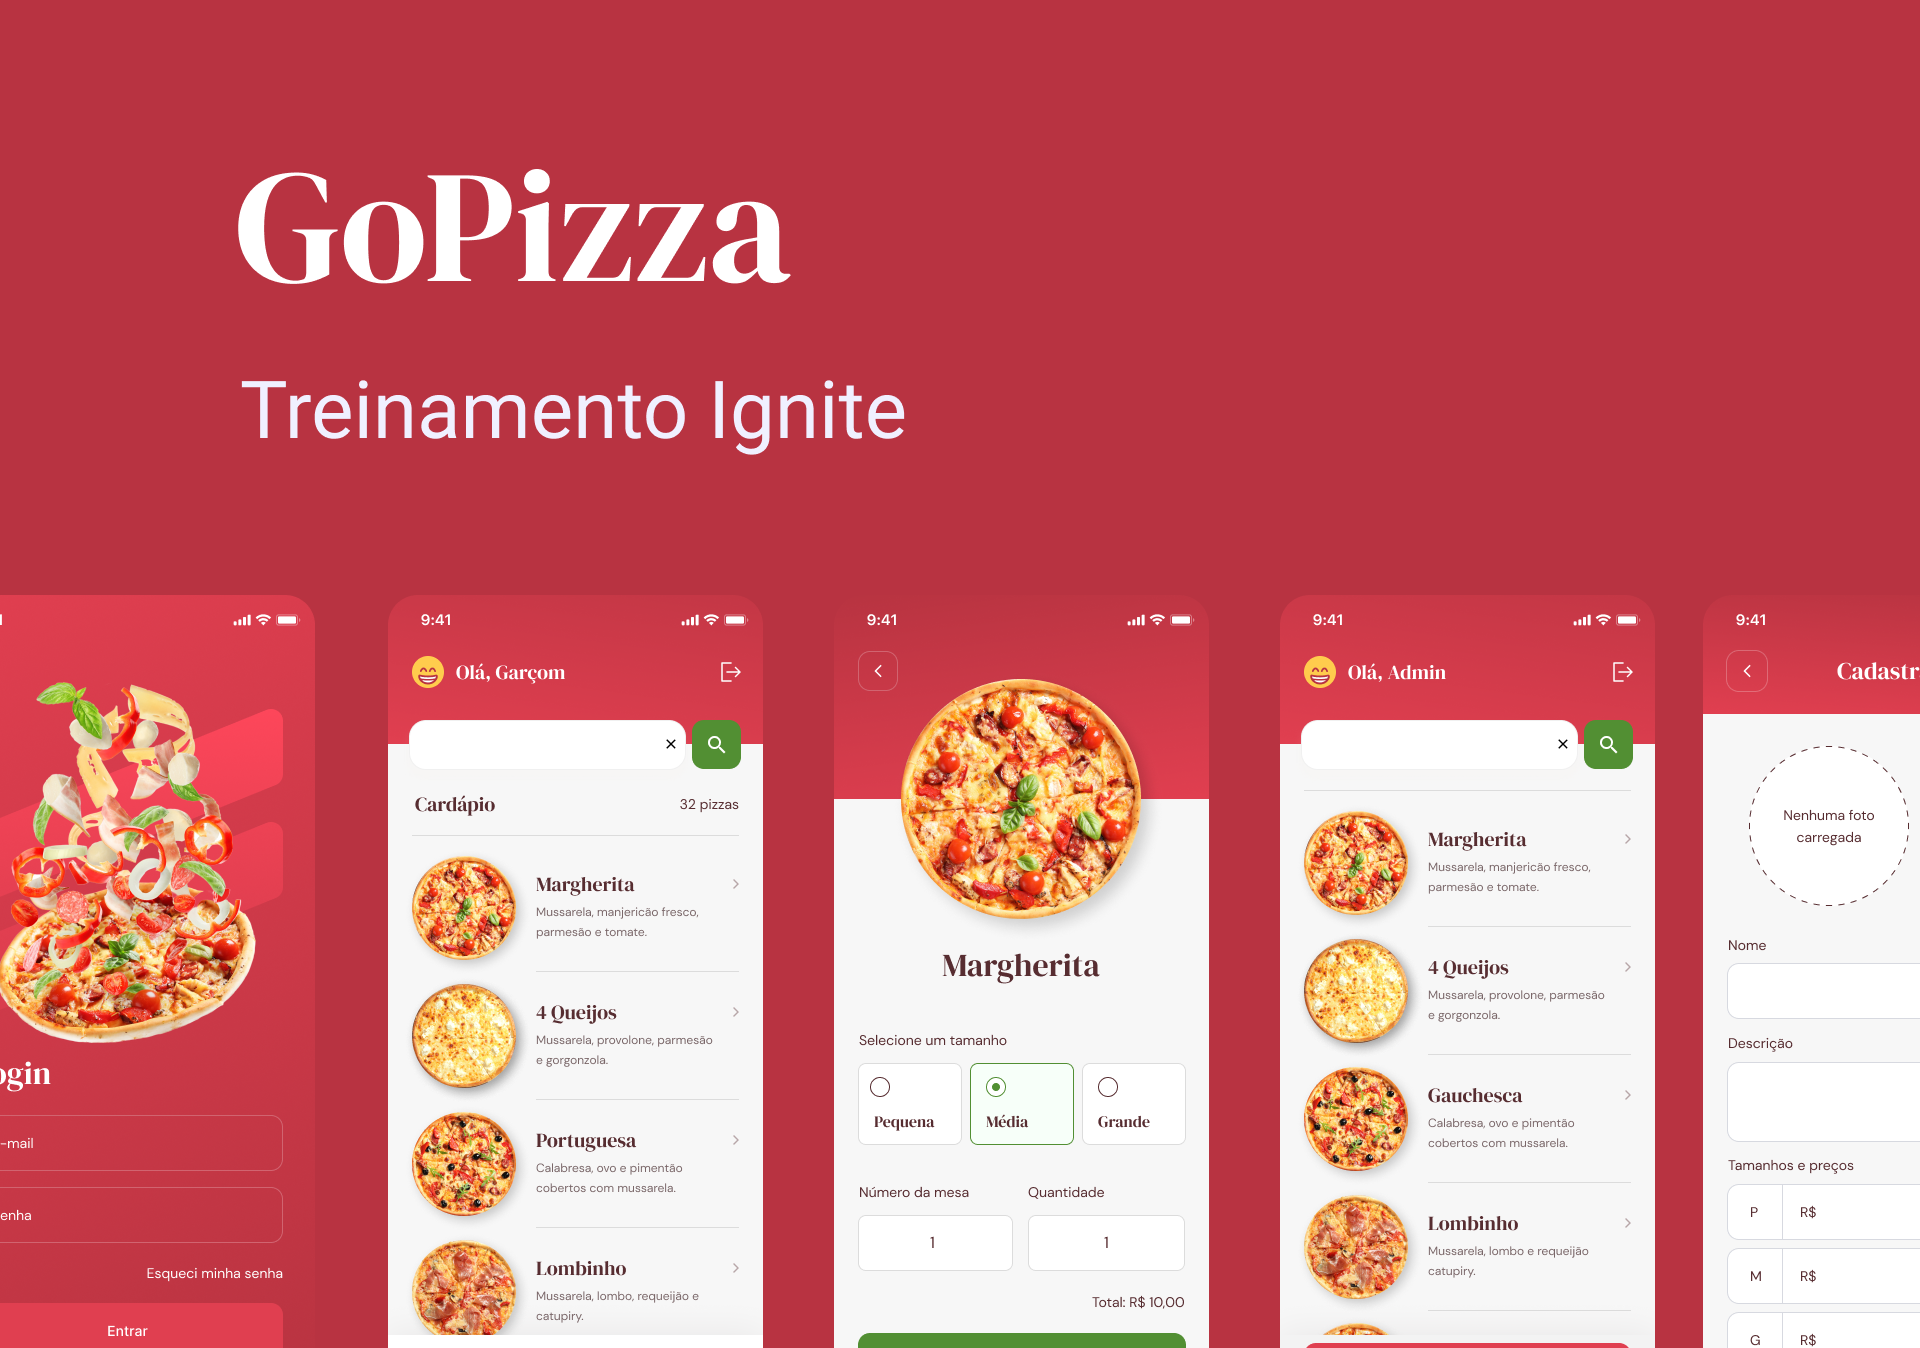 GoPizza
Treinamento Ignite
ogin
-mail
enha
Esqueci minha senha
Entrar
9:41
Olá, Garçom
Cardápio
32 pizzas
Margherita
Mussarela, manjericão fresco,
parmesão e tomate.
4 Queijos
Mussarela, provolone, parmesão
e gorgonzola.
Portuguesa
Calabresa, ovo e pimentão
cobertos com mussarela.
Lombinho
Mussarela, lombo, requeijão e
catupiry.
9:41
Margherita
Selecione um tamanho
Pequena
Média
Grande
Número da mesa
Quantidade
1
1
Total: R$ 10,00
9:41
Olá, Admin
Margherita
Mussarela, manjericão fresco,
parmesão e tomate.
4 Queijos
Mussarela, provolone, parmesão
e gorgonzola.
Gauchesca
Calabresa, ovo e pimentão
cobertos com mussarela.
Lombinho
Mussarela, lombo e requeijão
catupiry.
9:41
Cadastr
Nenhuma foto
carregada
Nome
Descrição
Tamanhos e preços
P R$
M R$
G R$